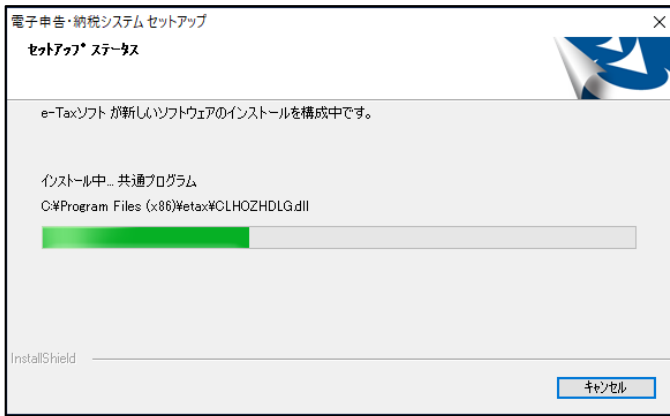 電子申告・納税システム セットアップ
セットアップ ステータス
e-Taxソフト が新しいソフトウェアのインストールを構成中です。
インストール中... 共通プログラム
C:¥Program Files (x86)¥etax¥CLHOZHDLG.dll
InstallShield
キャンセル